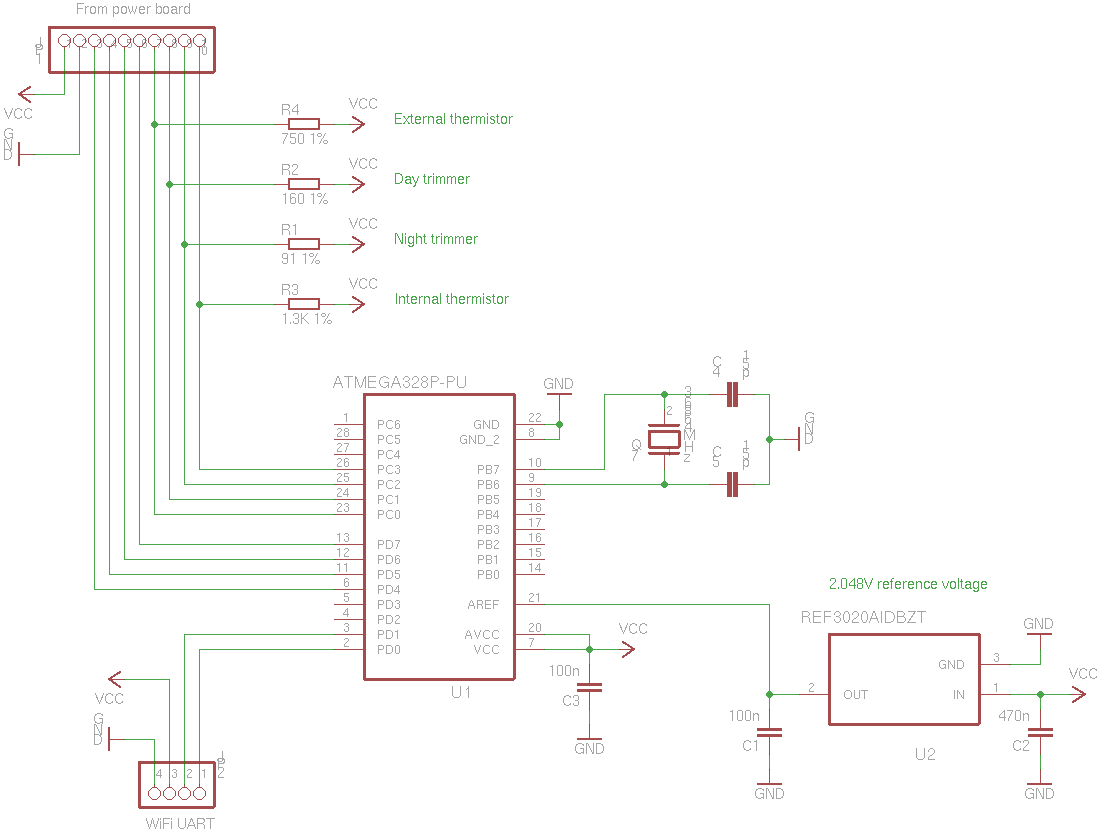 From power board
JP1
1 2 3 4 5 6 7 8 9 10
VCC
GND
R4
750 1%
VCC
External thermistor
R2
160 1%
VCC
Day trimmer
R1
91 1%
VCC
Night trimmer
R3
1.3K 1%
VCC
Internal thermistor
ATMEGA328P-PU
1 PC6
28 PC5
27 PC4
26 PC3
25 PC2
24 PC1
23 PC0
13 PD7
12 PD6
11 PD5
6 PD4
5 PD3
4 PD2
3 PD1
2 PD0
GND 22
GND_2 8
PB7 10
PB6 9
PB5 19
PB4 18
PB3 17
PB2 16
PB1 15
PB0 14
AREF 21
AVCC 20
VCC 7
U1
GND
Q7
2
MHz
C4
15p
C5
15p
GND
VCC
100n
C3
GND
2.048V reference voltage
REF3020AIDBZT
GND 3
2 OUT
IN 1
U2
GND
VCC
100n
C1
GND
470n
C2
GND
VCC
GND
4 3 2 1
JP2
WiFi UART